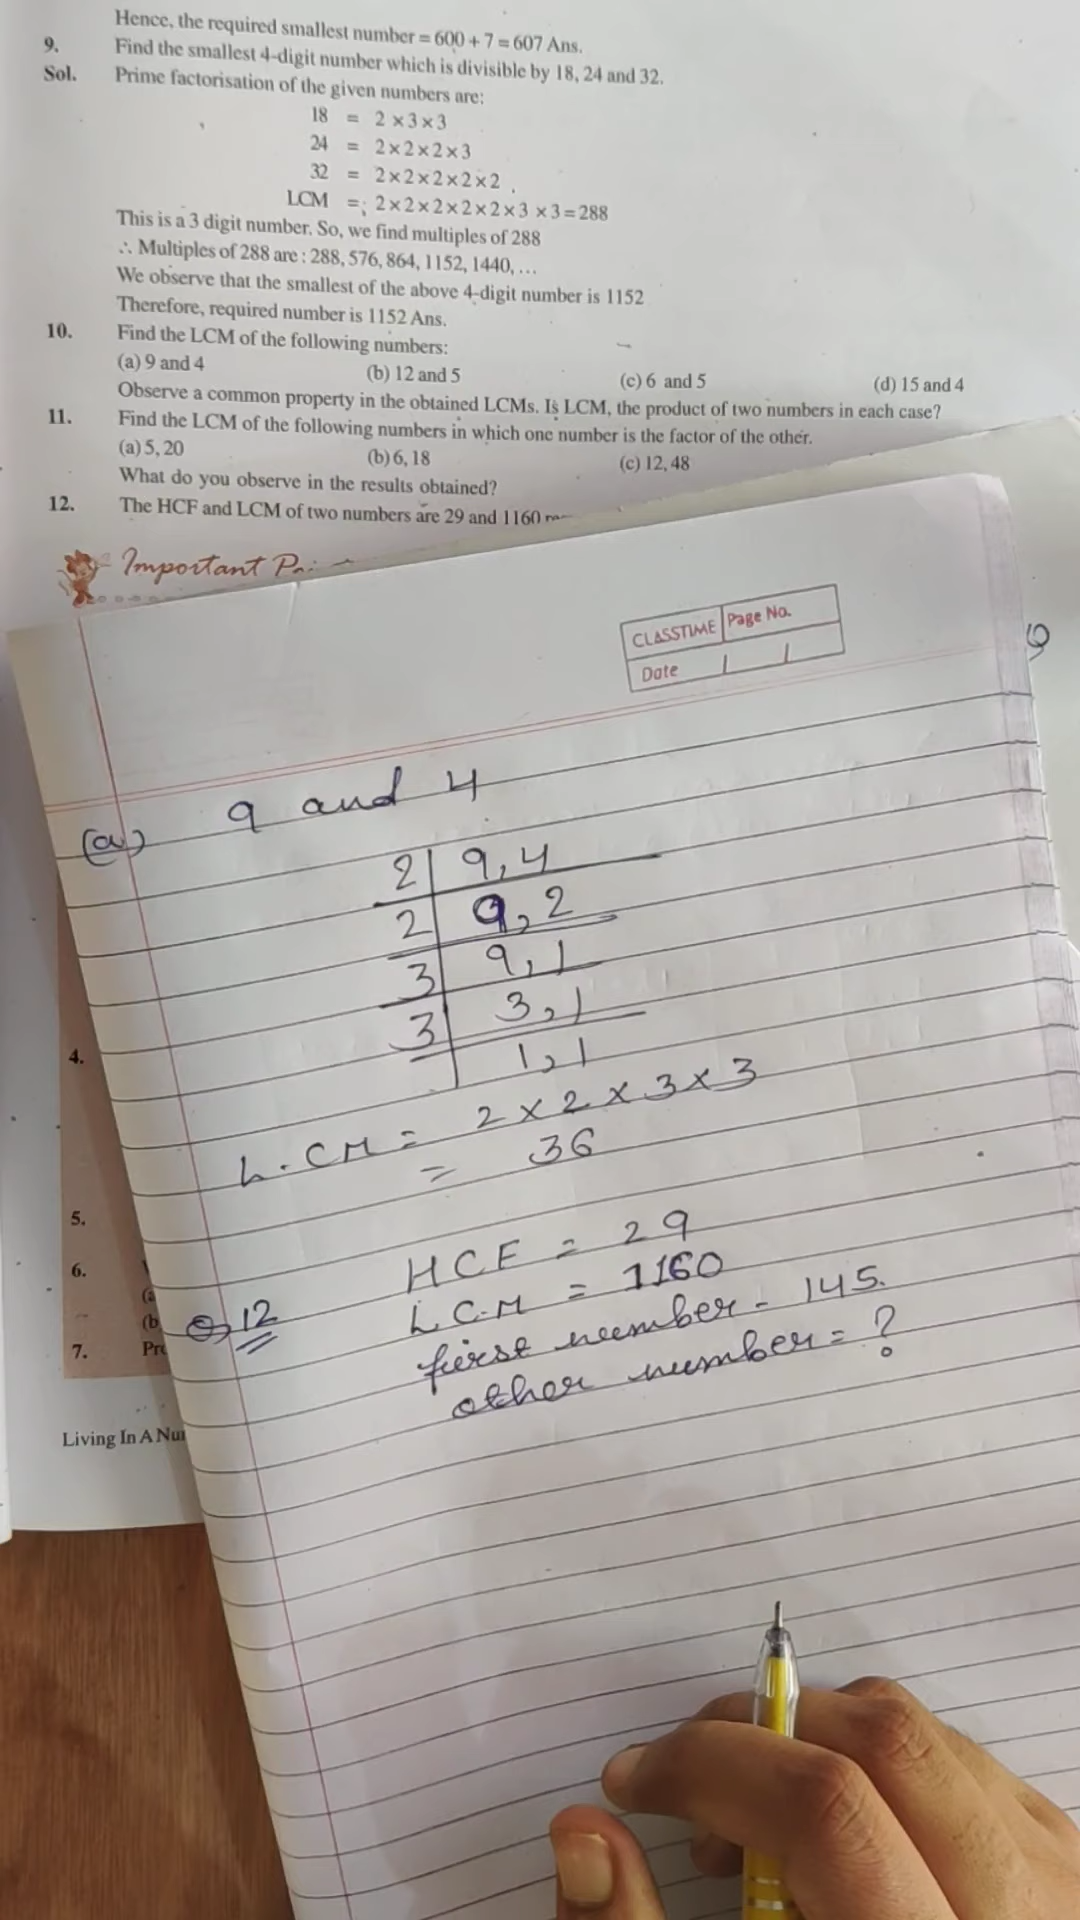 Hence, the required smallest number = 600 + 7 = 607 Ans.
9. Find the smallest 4-digit number which is divisible by 18, 24 and 32.
Sol. Prime factorisation of the given numbers are:
18 = 2 × 3 × 3
24 = 2 × 2 × 2 × 3
32 = 2 × 2 × 2 × 2 × 2
LCM = 2 × 2 × 2 × 2 × 2 × 3 × 3 = 288
This is a 3 digit number. So, we find multiples of 288
∴ Multiples of 288 are : 288, 576, 864, 1152, 1440, ...
We observe that the smallest of the above 4-digit number is 1152
Therefore, required number is 1152 Ans.
10. Find the LCM of the following numbers:
(a) 9 and 4 (b) 12 and 5 (c) 6 and 5 (d) 15 and 4
Observe a common property in the obtained LCMs. Is LCM, the product of two numbers in each case?
11. Find the LCM of the following numbers in which one number is the factor of the other.
(a) 5, 20 (b) 6, 18 (c) 12, 48
What do you observe in the results obtained?
12. The HCF and LCM of two numbers are 29 and 1160
Important
CLASSTIME Page No.
Date
(a) 9 and 4
2 9, 4
2 9, 2
3 9, 1
3 3, 1
1, 1
L.CM = 2 × 2 × 3 × 3
= 36
HCF = 29
Q, 12 L.C.M = 1160
first number - 145.
other number = ?
4.
5.
6.
(a
(b
7.
Living In A